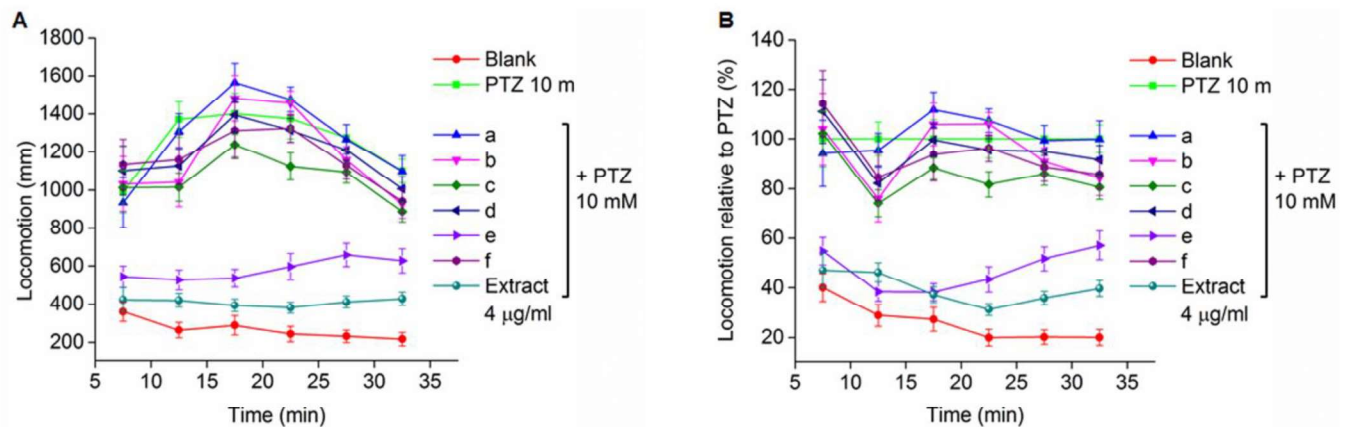 A
1800
1600
1400
1200
1000
800
600
400
200
5 10 15 20 25 30 35
Time (min)
Locomotion (mm)
Blank
PTZ 10 m
a
b
c
d
e
f
Extract
4 µg/ml
+ PTZ
10 mM
B
140
120
100
80
60
40
20
5 10 15 20 25 30 35
Time (min)
Locomotion relative to PTZ (%)
Blank
PTZ 10 m
a
b
c
d
e
f
Extract
4 µg/ml
+ PTZ
10 mM